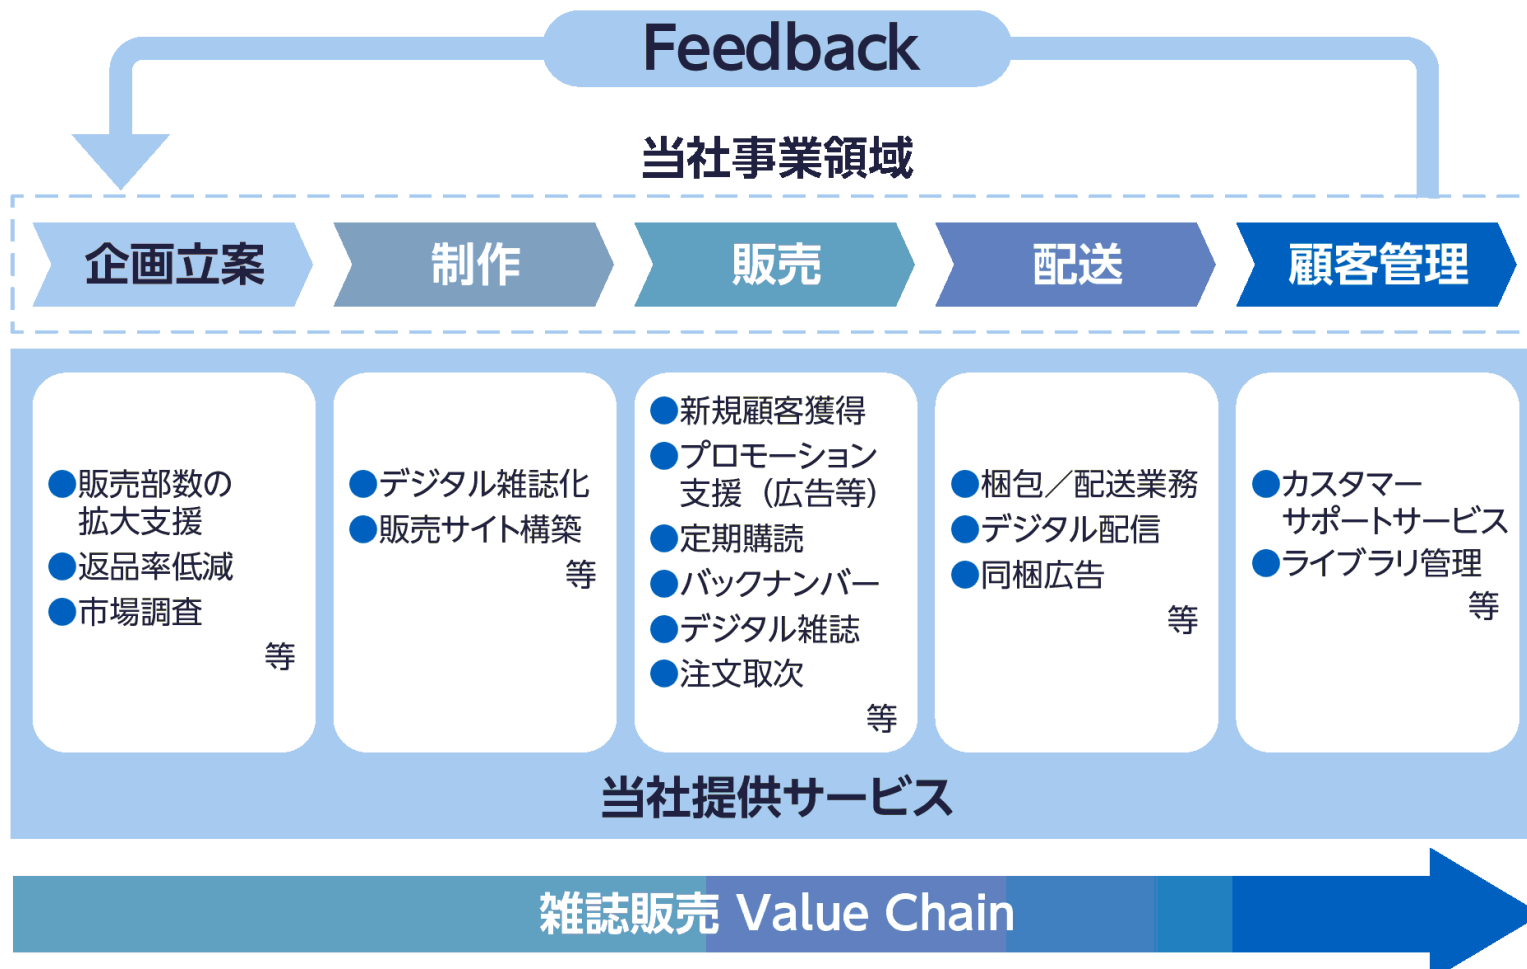 Feedback
当社事業領域
企画立案
制作
販売
配送
顧客管理
●販売部数の
拡大支援
●返品率低減
●市場調査
等
●デジタル雑誌化
●販売サイト構築
等
●新規顧客獲得
●プロモーション
支援（広告等）
●定期購読
●バックナンバー
●デジタル雑誌
●注文取次
等
●梱包／配送業務
●デジタル配信
●同梱広告
等
●カスタマー
サポートサービス
●ライブラリ管理
等
当社提供サービス
雑誌販売 Value Chain